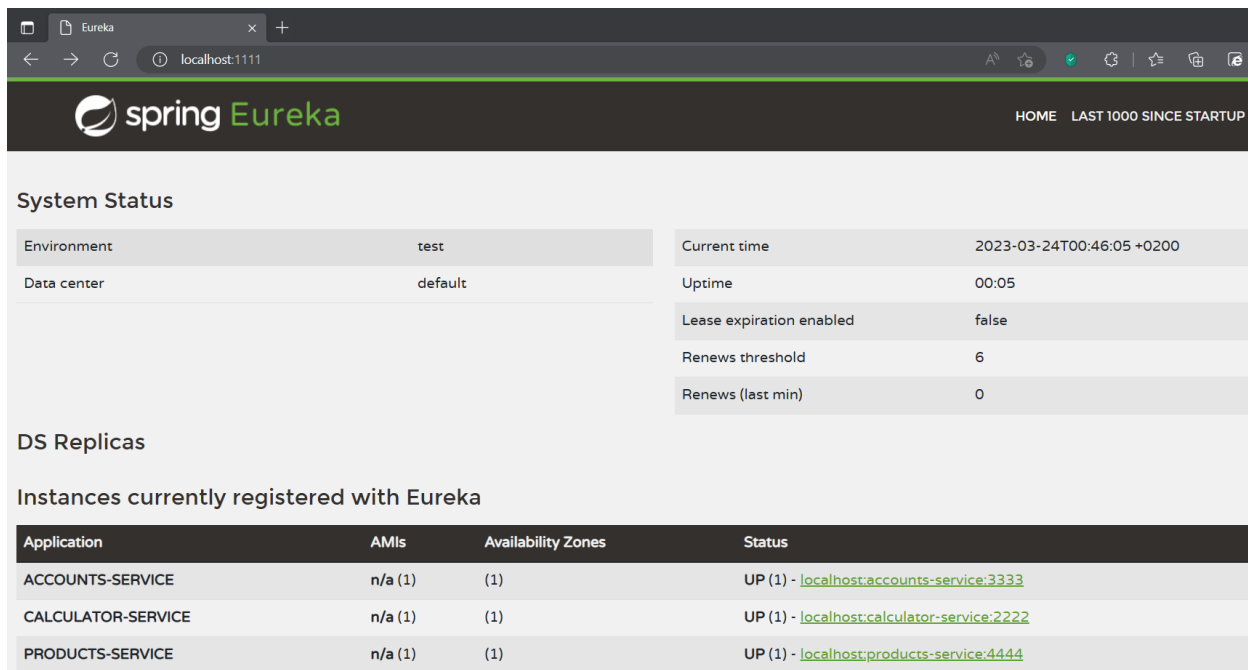 Eureka
localhost:1111
spring Eureka
HOME LAST 1000 SINCE STARTUP
System Status
Environment test
Data center default
Current time 2023-03-24T00:46:05 +0200
Uptime 00:05
Lease expiration enabled false
Renews threshold 6
Renews (last min) 0
DS Replicas
Instances currently registered with Eureka
Application AMIs Availability Zones Status
ACCOUNTS-SERVICE n/a (1) (1) UP (1) - localhost:accounts-service:3333
CALCULATOR-SERVICE n/a (1) (1) UP (1) - localhost:calculator-service:2222
PRODUCTS-SERVICE n/a (1) (1) UP (1) - localhost:products-service:4444